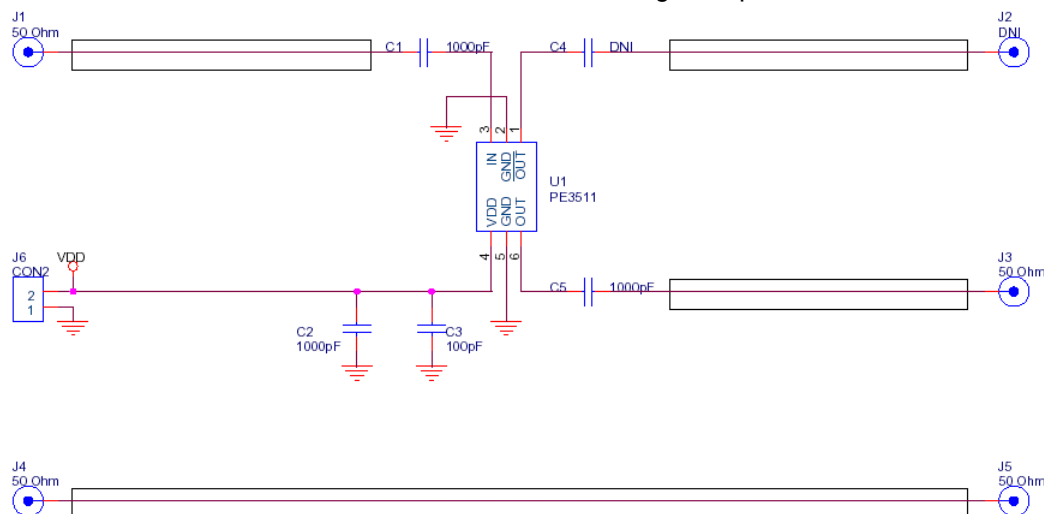 J1
50 Ohm
C1
1000pF
C4
DNI
J2
DNI
3
2
1
IN
GND
OUT
U1
PE3511
VDD
GND
OUT
4
5
6
J6
CON2
VDD
2
1
C2
1000pF
C3
100pF
C5
1000pF
J3
50 Ohm
J4
50 Ohm
J5
50 Ohm